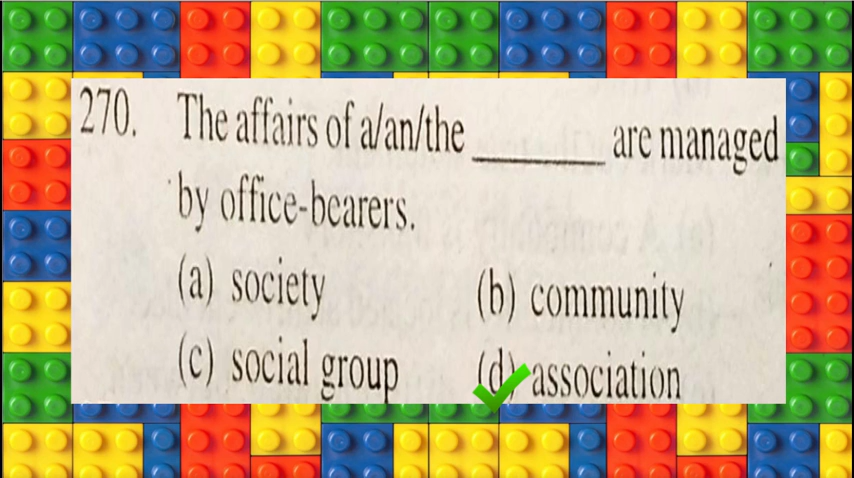 270. The affairs of a/an/the ________ are managed
by office-bearers.
(a) society (b) community
(c) social group (d) association